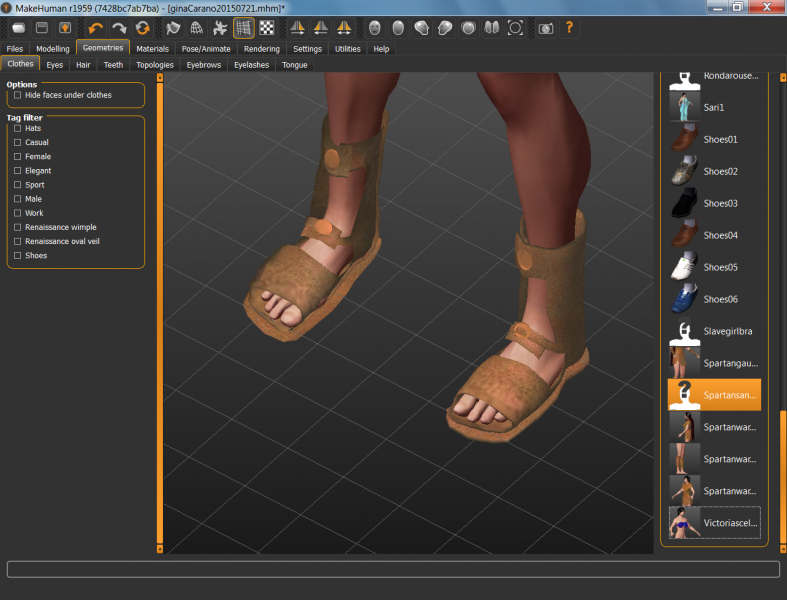 MakeHuman r1959 (7428bc7ab7ba) - [ginaCarano20150721.mhm]*
Files Modelling Geometries Materials Pose/Animate Rendering Settings Utilities Help
Clothes Eyes Hair Teeth Topologies Eyebrows Eyelashes Tongue
Options
Hide faces under clothes
Tag filter
Hats
Casual
Female
Elegant
Sport
Male
Work
Renaissance wimple
Renaissance oval veil
Shoes
Rondarouse...
Sari1
Shoes01
Shoes02
Shoes03
Shoes04
Shoes05
Shoes06
Slavegirlbra
Spartangau...
Spartansan...
Spartanwar...
Spartanwar...
Spartanwar...
Victoriascel...